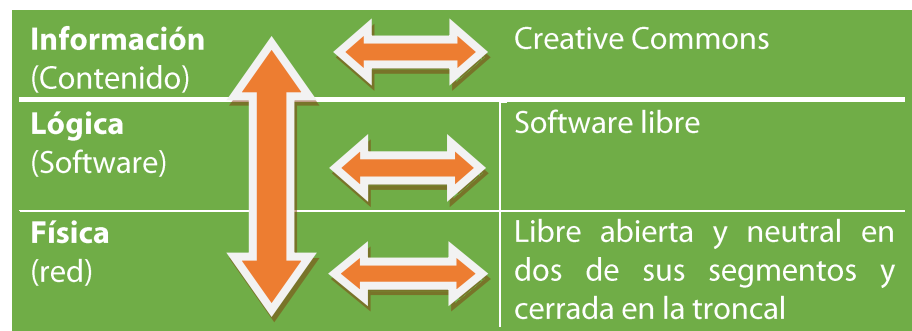 Información
(Contenido)
Creative Commons
Lógica
(Software)
Software libre
Física
(red)
Libre abierta y neutral en
dos de sus segmentos y
cerrada en la troncal